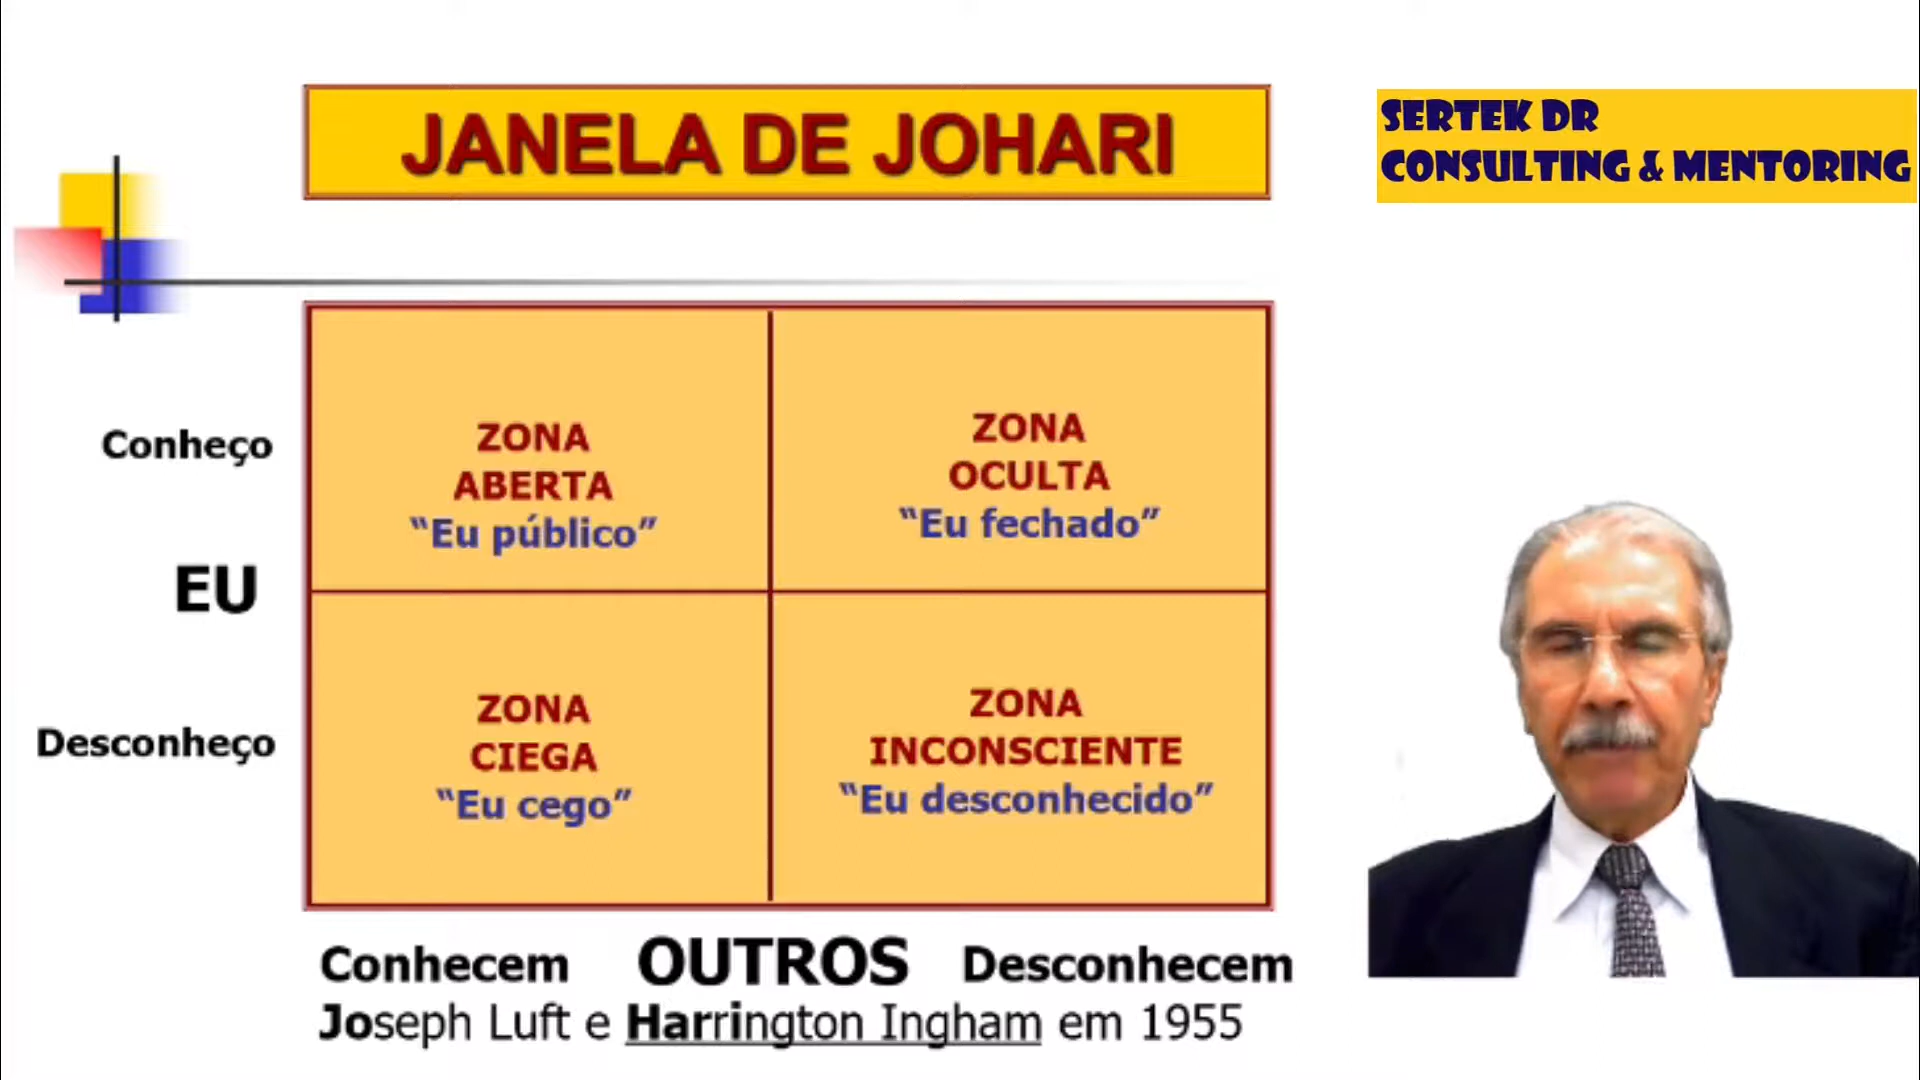 JANELA DE JOHARI
SERTEK DR
CONSULTING & MENTORING
Conheço
EU
Desconheço
ZONA
ABERTA
“Eu público”
ZONA
OCULTA
“Eu fechado”
ZONA
CIEGA
“Eu cego”
ZONA
INCONSCIENTE
“Eu desconhecido”
Conhecem OUTROS Desconhecem
Joseph Luft e Harrington Ingham em 1955